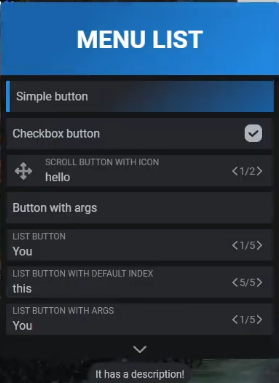 MENU LIST
Simple button
Checkbox button
SCROLL BUTTON WITH ICON
hello
1/2
Button with args
LIST BUTTON
You
1/5
LIST BUTTON WITH DEFAULT INDEX
this
5/5
LIST BUTTON WITH ARGS
You
1/5
It has a description!